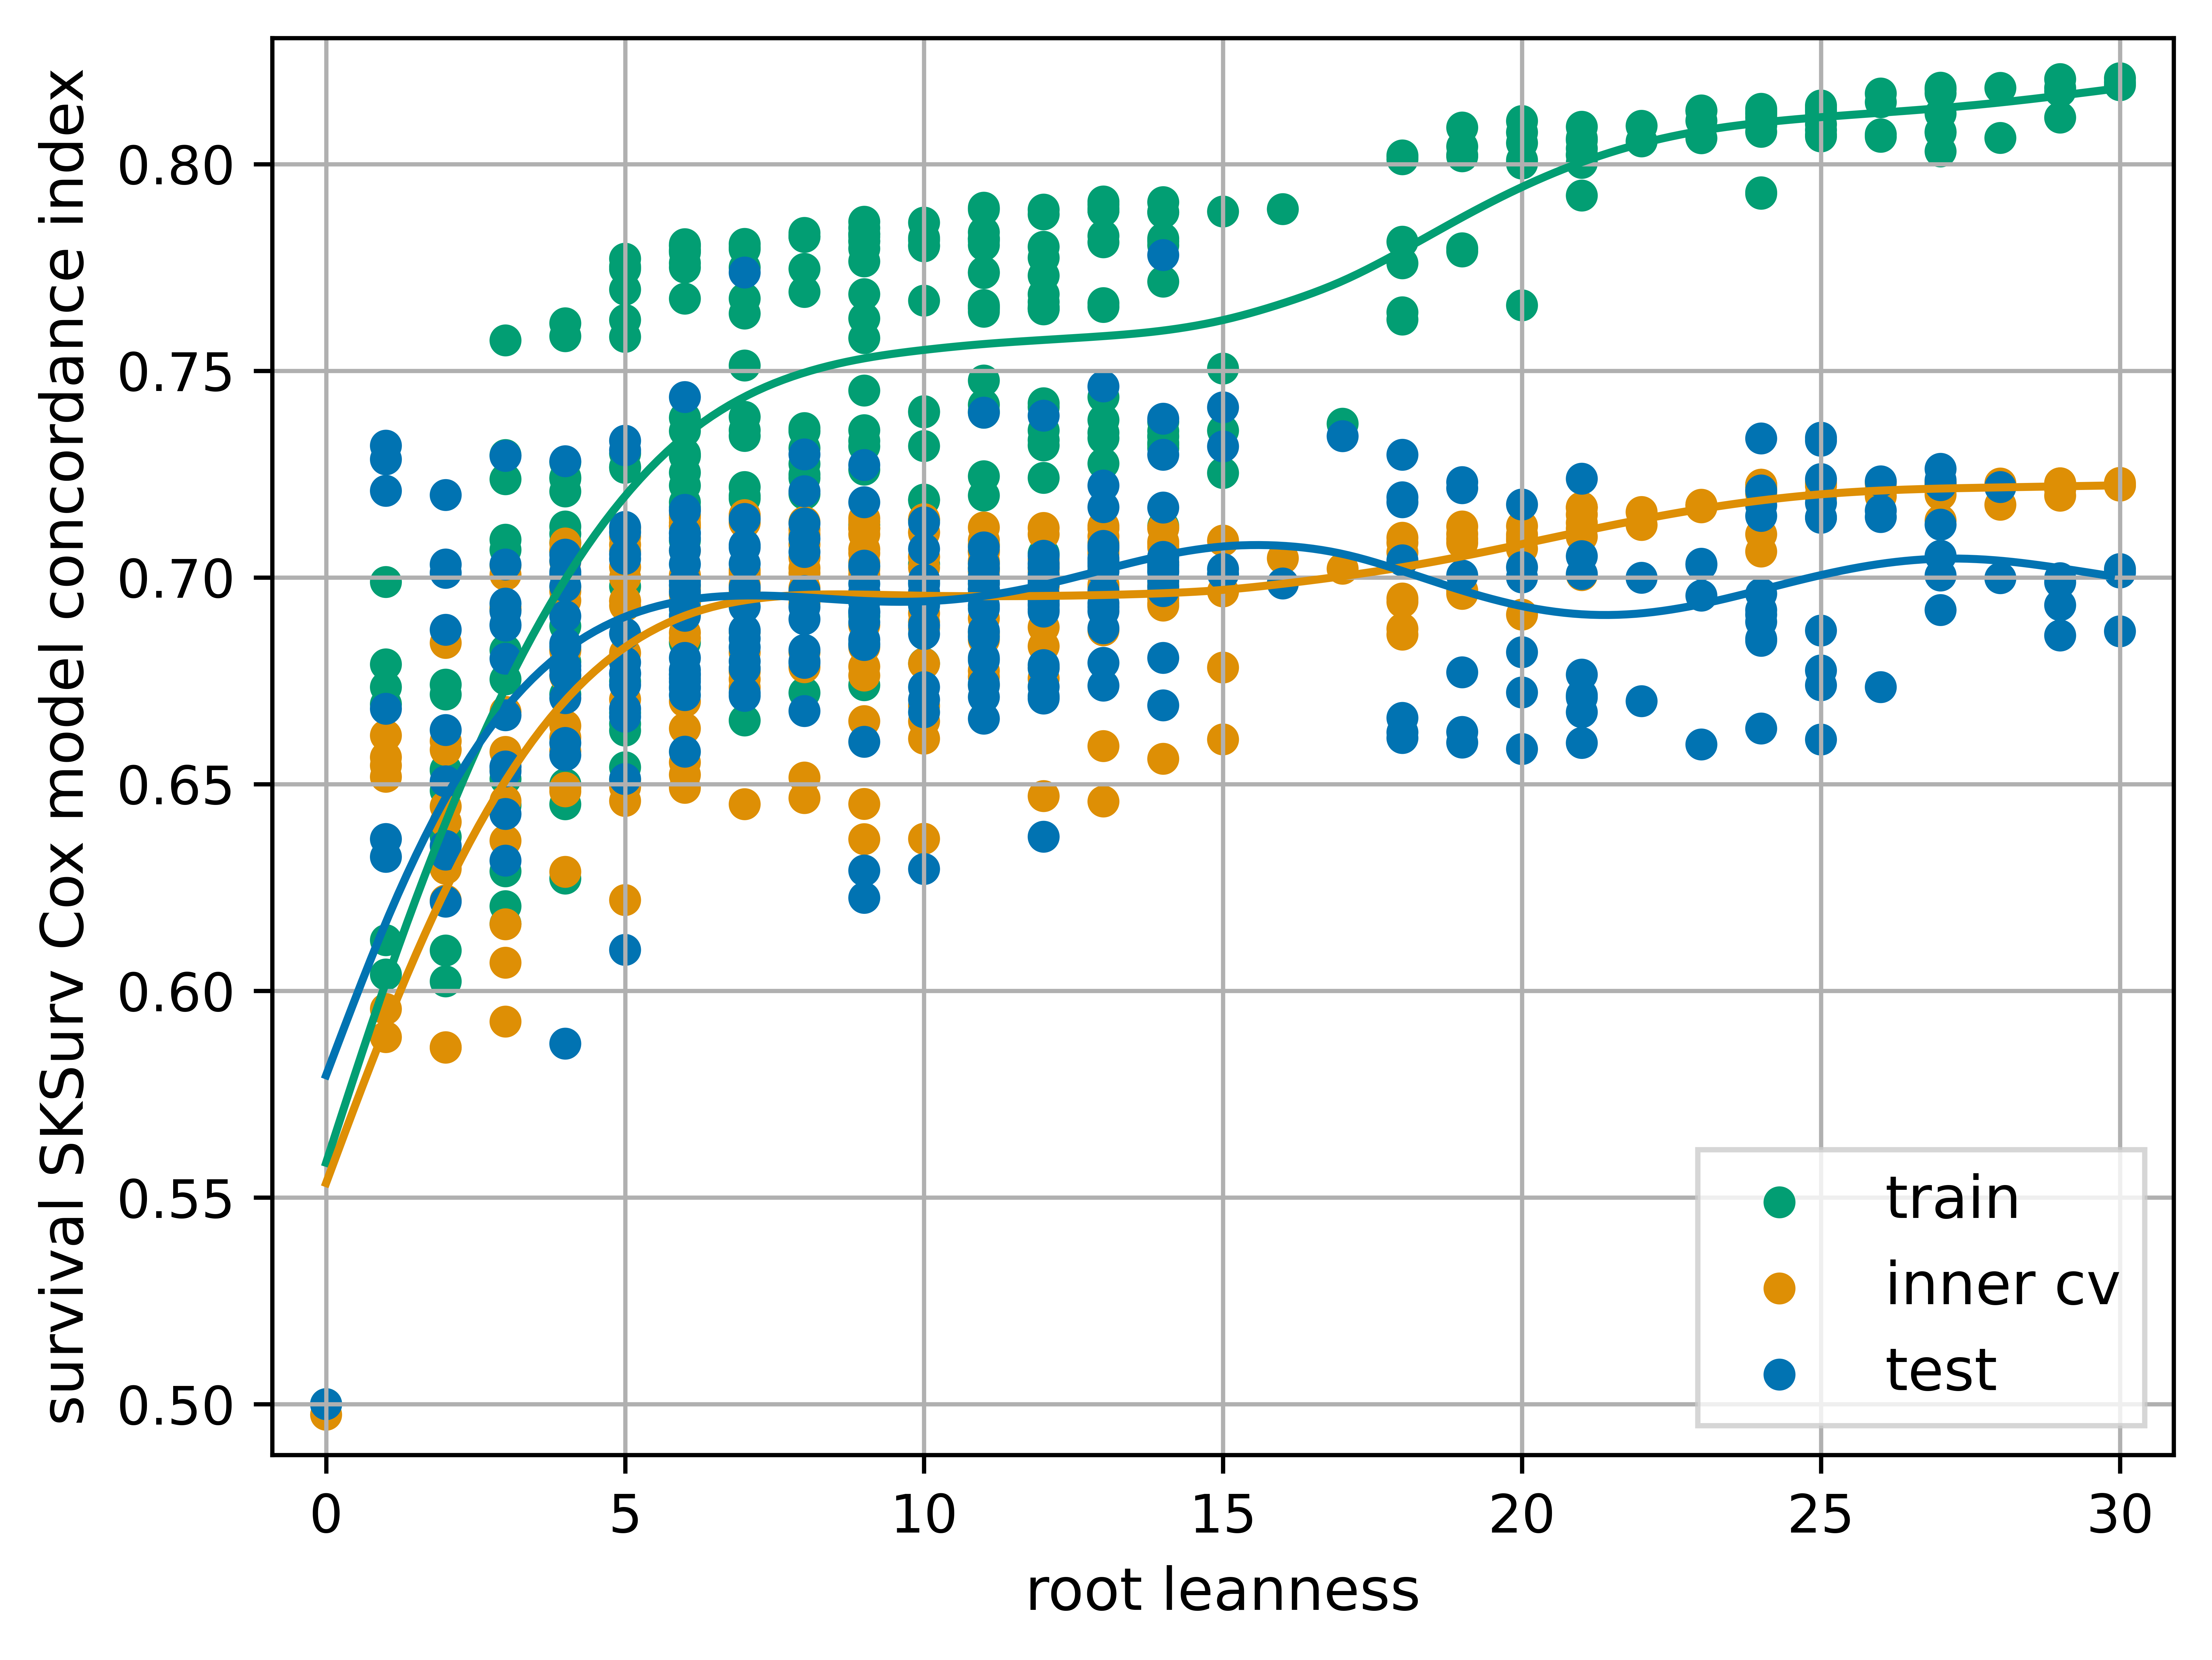 survival SKSurv Cox model concordance index
0.80
0.75
0.70
0.65
0.60
0.55
0.50
0 5 10 15 20 25 30
root leanness
train
inner cv
test